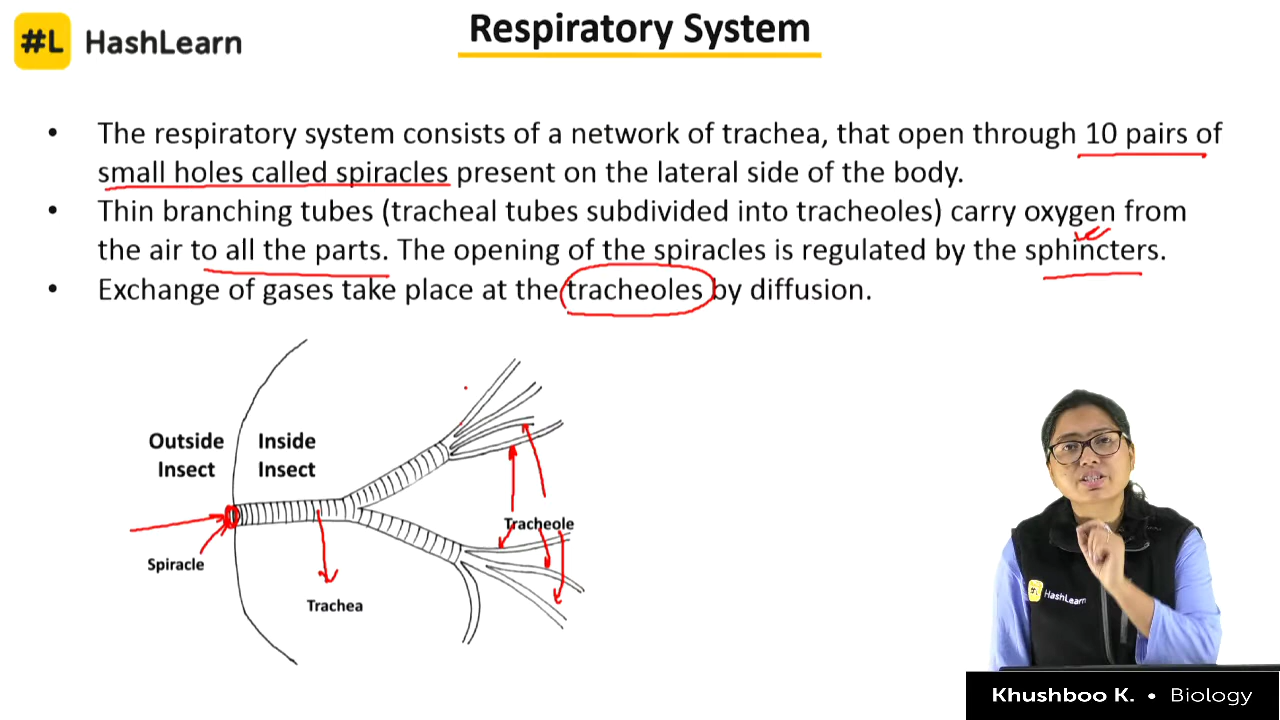 #L HashLearn
Respiratory System
• The respiratory system consists of a network of trachea, that open through 10 pairs of
small holes called spiracles present on the lateral side of the body.
• Thin branching tubes (tracheal tubes subdivided into tracheoles) carry oxygen from
the air to all the parts. The opening of the spiracles is regulated by the sphincters.
• Exchange of gases take place at the tracheoles by diffusion.
Outside Insect
Inside Insect
Spiracle
Trachea
Tracheole
#L HashLearn
Khushboo K. • Biology